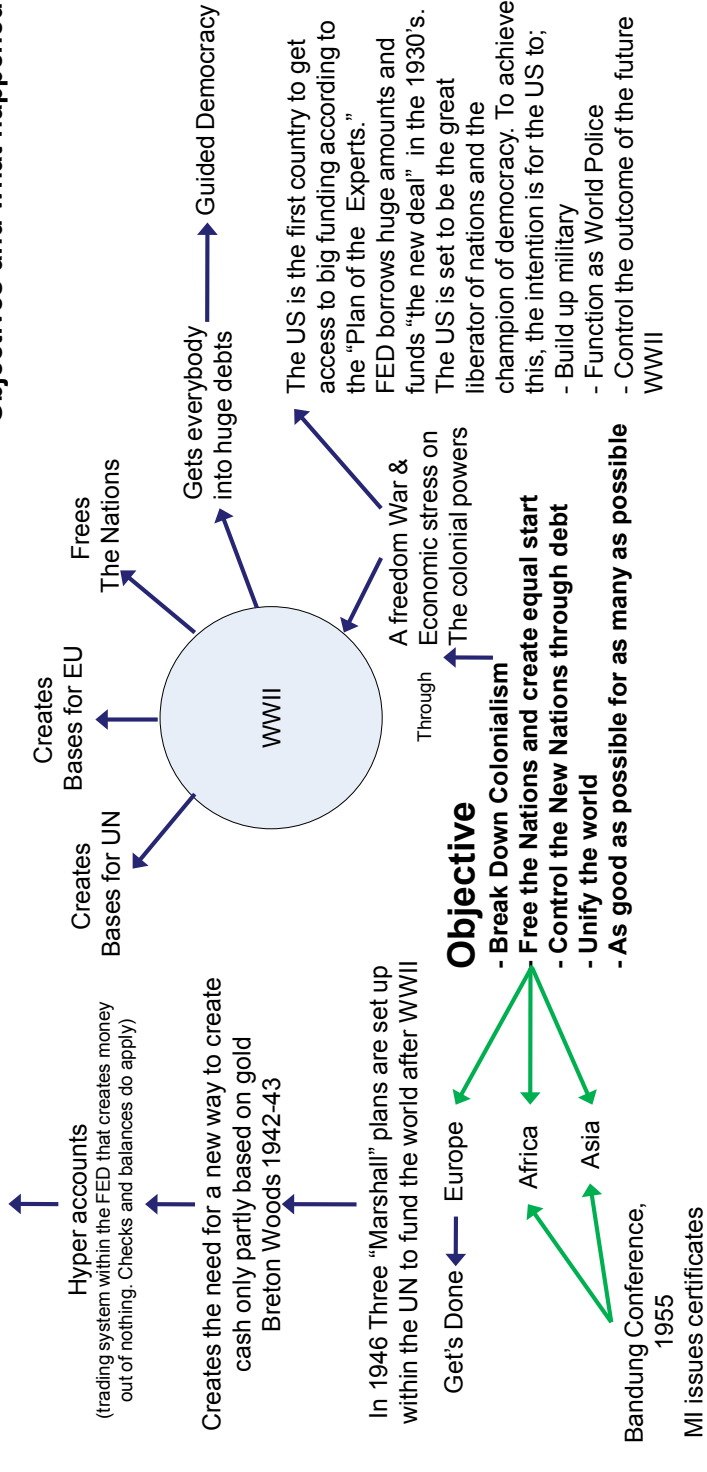 Objectives and what happened
Hyper accounts
(trading system within the FED that creates money
out of nothing. Checks and balances do apply)
Creates the need for a new way to create
cash only partly based on gold
Breton Woods 1942-43
In 1946 Three “Marshall” plans are set up
within the UN to fund the world after WWII
Get's Done
Europe
Africa
Asia
Bandung Conference,
1955
MI issues certificates
Creates
Bases for UN
Creates
Bases for EU
Frees
The Nations
Gets everybody
into huge debts
Guided Democracy
WWII
Through
A freedom War &
Economic stress on
The colonial powers
Objective
- Break Down Colonialism
- Free the Nations and create equal start
- Control the New Nations through debt
- Unify the world
- As good as possible for as many as possible
The US is the first country to get
access to big funding according to
the “Plan of the Experts.”
FED borrows huge amounts and
funds “the new deal” in the 1930’s.
The US is set to be the great
liberator of nations and the
champion of democracy. To achieve
this, the intention is for the US to;
- Build up military
- Function as World Police
- Control the outcome of the future
WWII